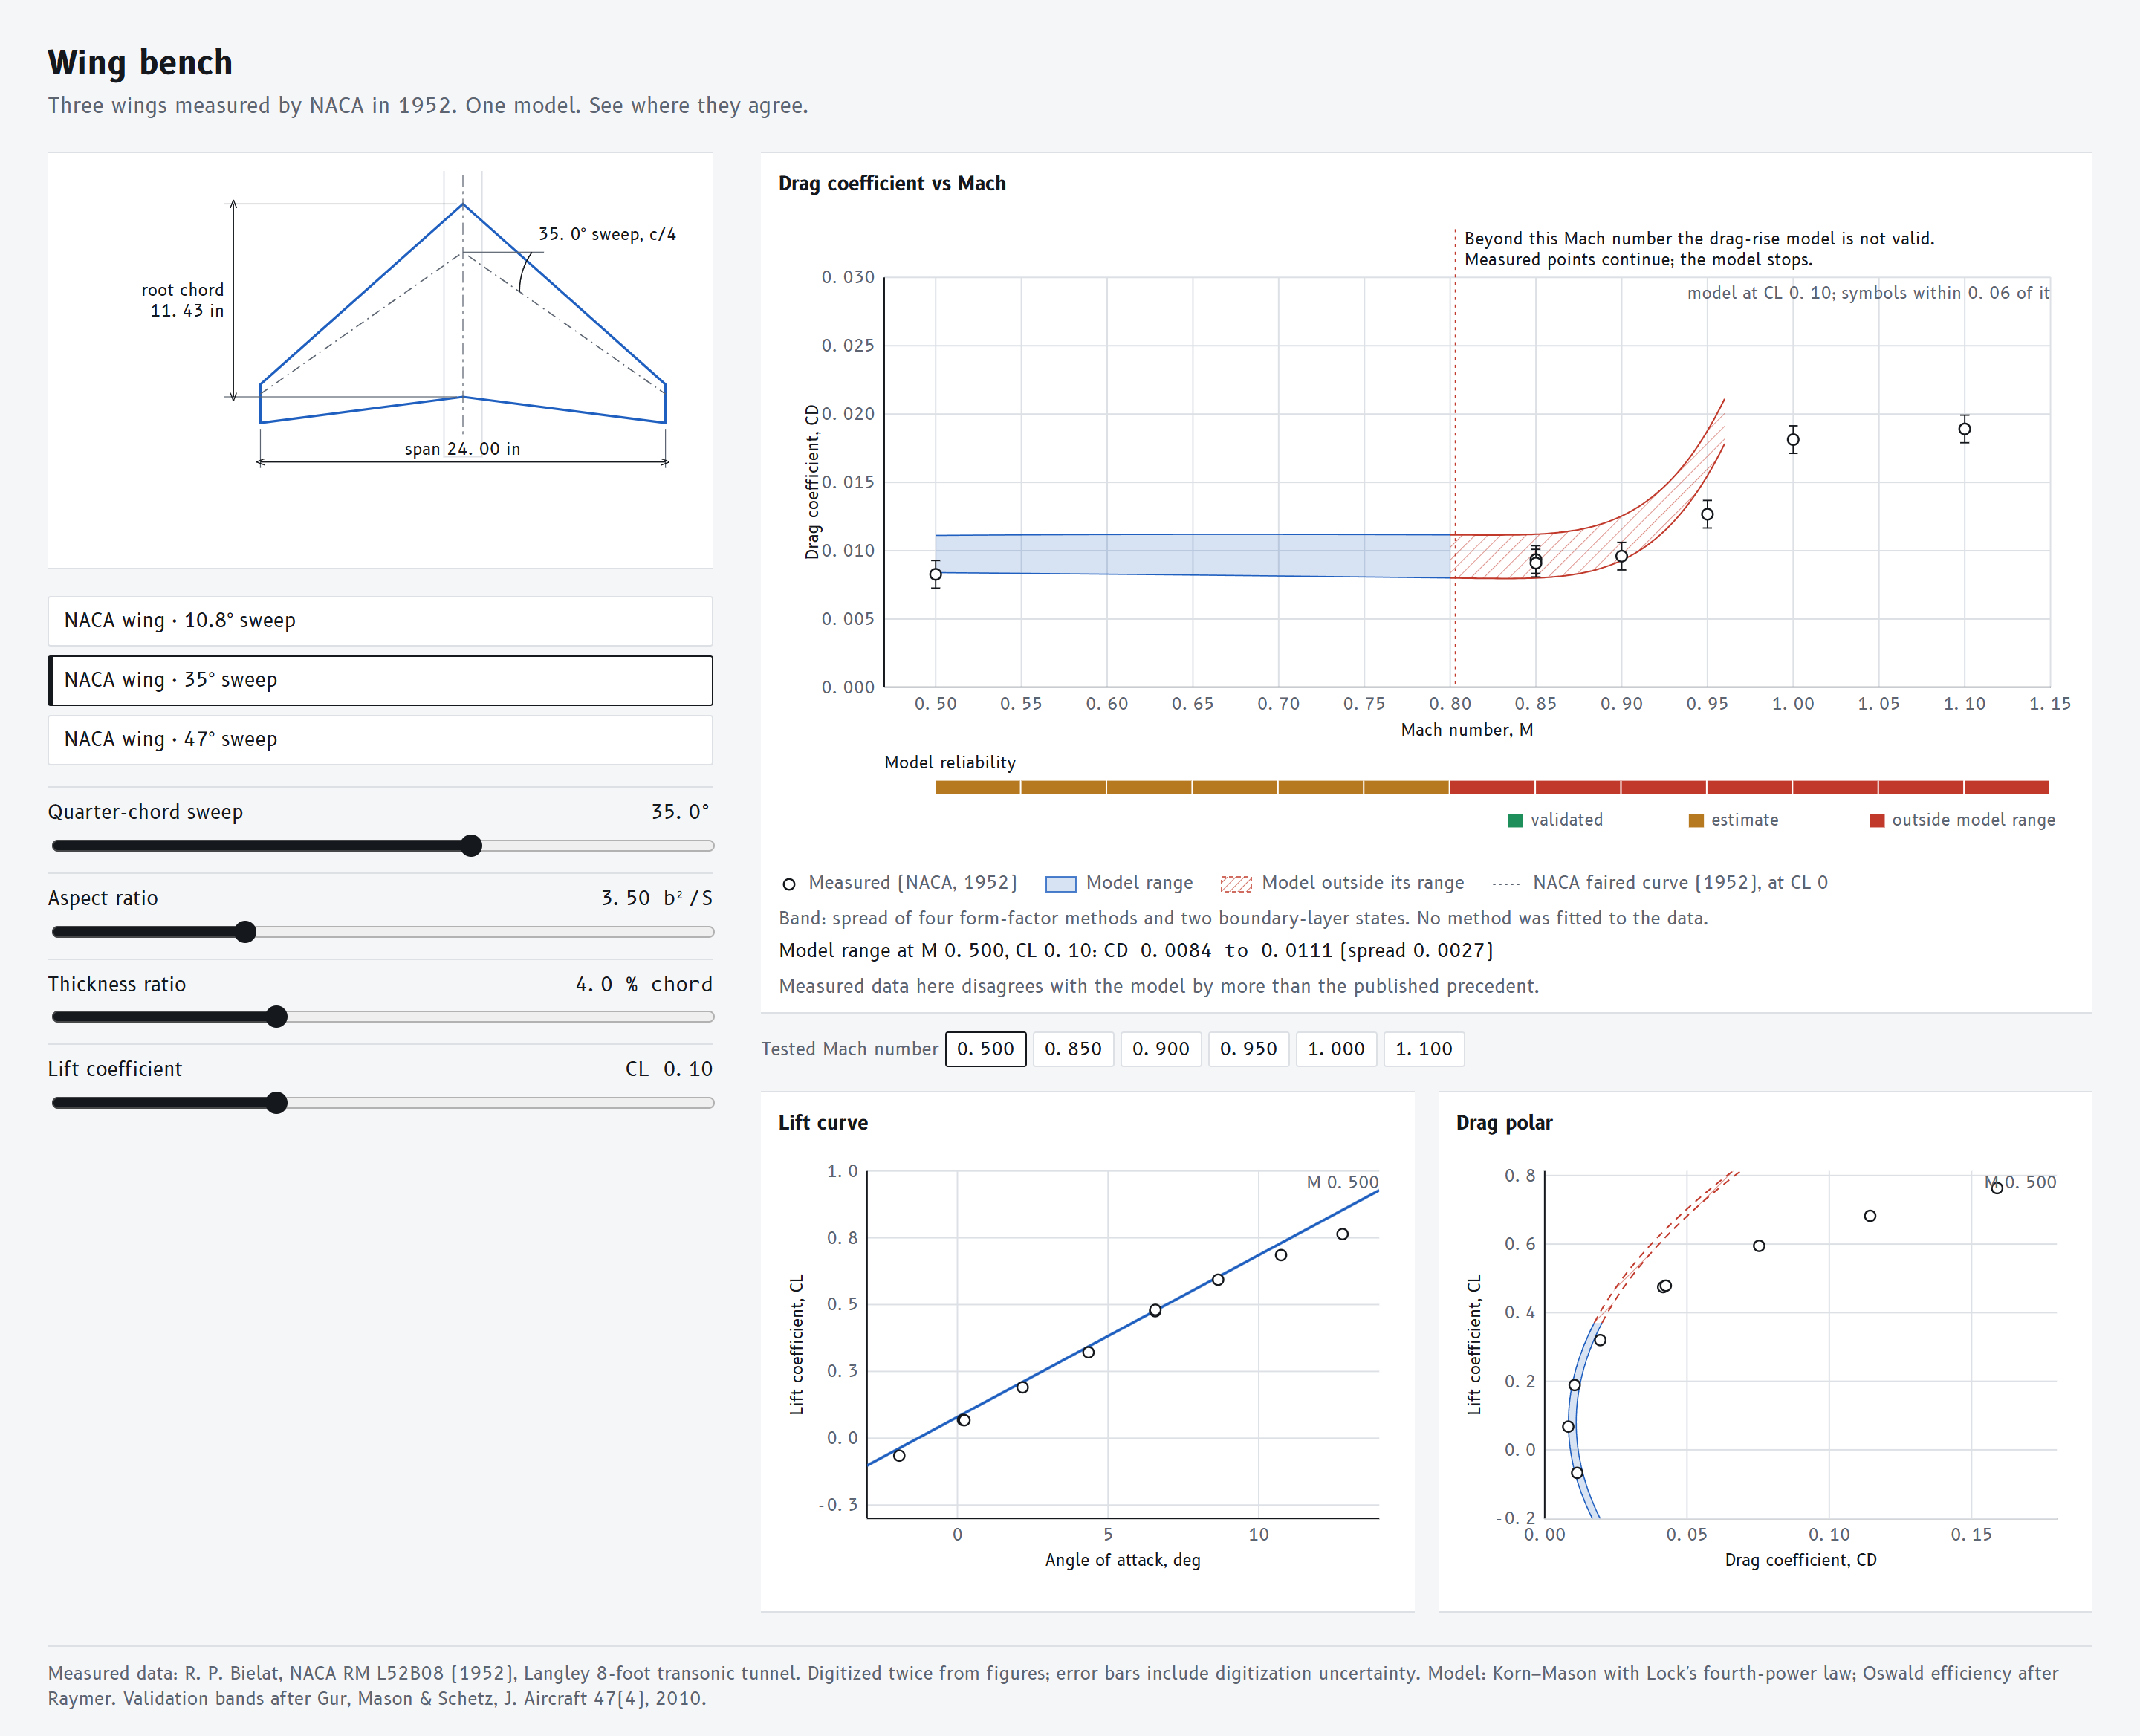 Wing bench
Three wings measured by NACA in 1952. One model. See where they agree.
35.0° sweep, c/4
root chord
11.43 in
span 24.00 in
NACA wing · 10.8° sweep
NACA wing · 35° sweep
NACA wing · 47° sweep
Quarter-chord sweep 35.0°
Aspect ratio 3.50 b²/S
Thickness ratio 4.0 % chord
Lift coefficient CL 0.10
Drag coefficient vs Mach
Beyond this Mach number the drag-rise model is not valid.
Measured points continue; the model stops.
model at CL 0.10; symbols within 0.06 of it
0.030
0.025
0.020
0.015
0.010
0.005
0.000
Drag coefficient, CD
0.50 0.55 0.60 0.65 0.70 0.75 0.80 0.85 0.90 0.95 1.00 1.05 1.10 1.15
Mach number, M
Model reliability
validated estimate outside model range
Measured (NACA, 1952) Model range Model outside its range NACA faired curve (1952), at CL 0
Band: spread of four form-factor methods and two boundary-layer states. No method was fitted to the data.
Model range at M 0.500, CL 0.10: CD 0.0084 to 0.0111 (spread 0.0027)
Measured data here disagrees with the model by more than the published precedent.
Tested Mach number 0.500 0.850 0.900 0.950 1.000 1.100
Lift curve
M 0.500
1.0
0.8
0.5
0.3
0.0
-0.3
Lift coefficient, CL
0 5 10
Angle of attack, deg
Drag polar
M 0.500
0.8
0.6
0.4
0.2
0.0
-0.2
Lift coefficient, CL
0.00 0.05 0.10 0.15
Drag coefficient, CD
Measured data: R. P. Bielat, NACA RM L52B08 (1952), Langley 8-foot transonic tunnel. Digitized twice from figures; error bars include digitization uncertainty. Model: Korn–Mason with Lock's fourth-power law; Oswald efficiency after
Raymer. Validation bands after Gur, Mason & Schetz, J. Aircraft 47(4), 2010.